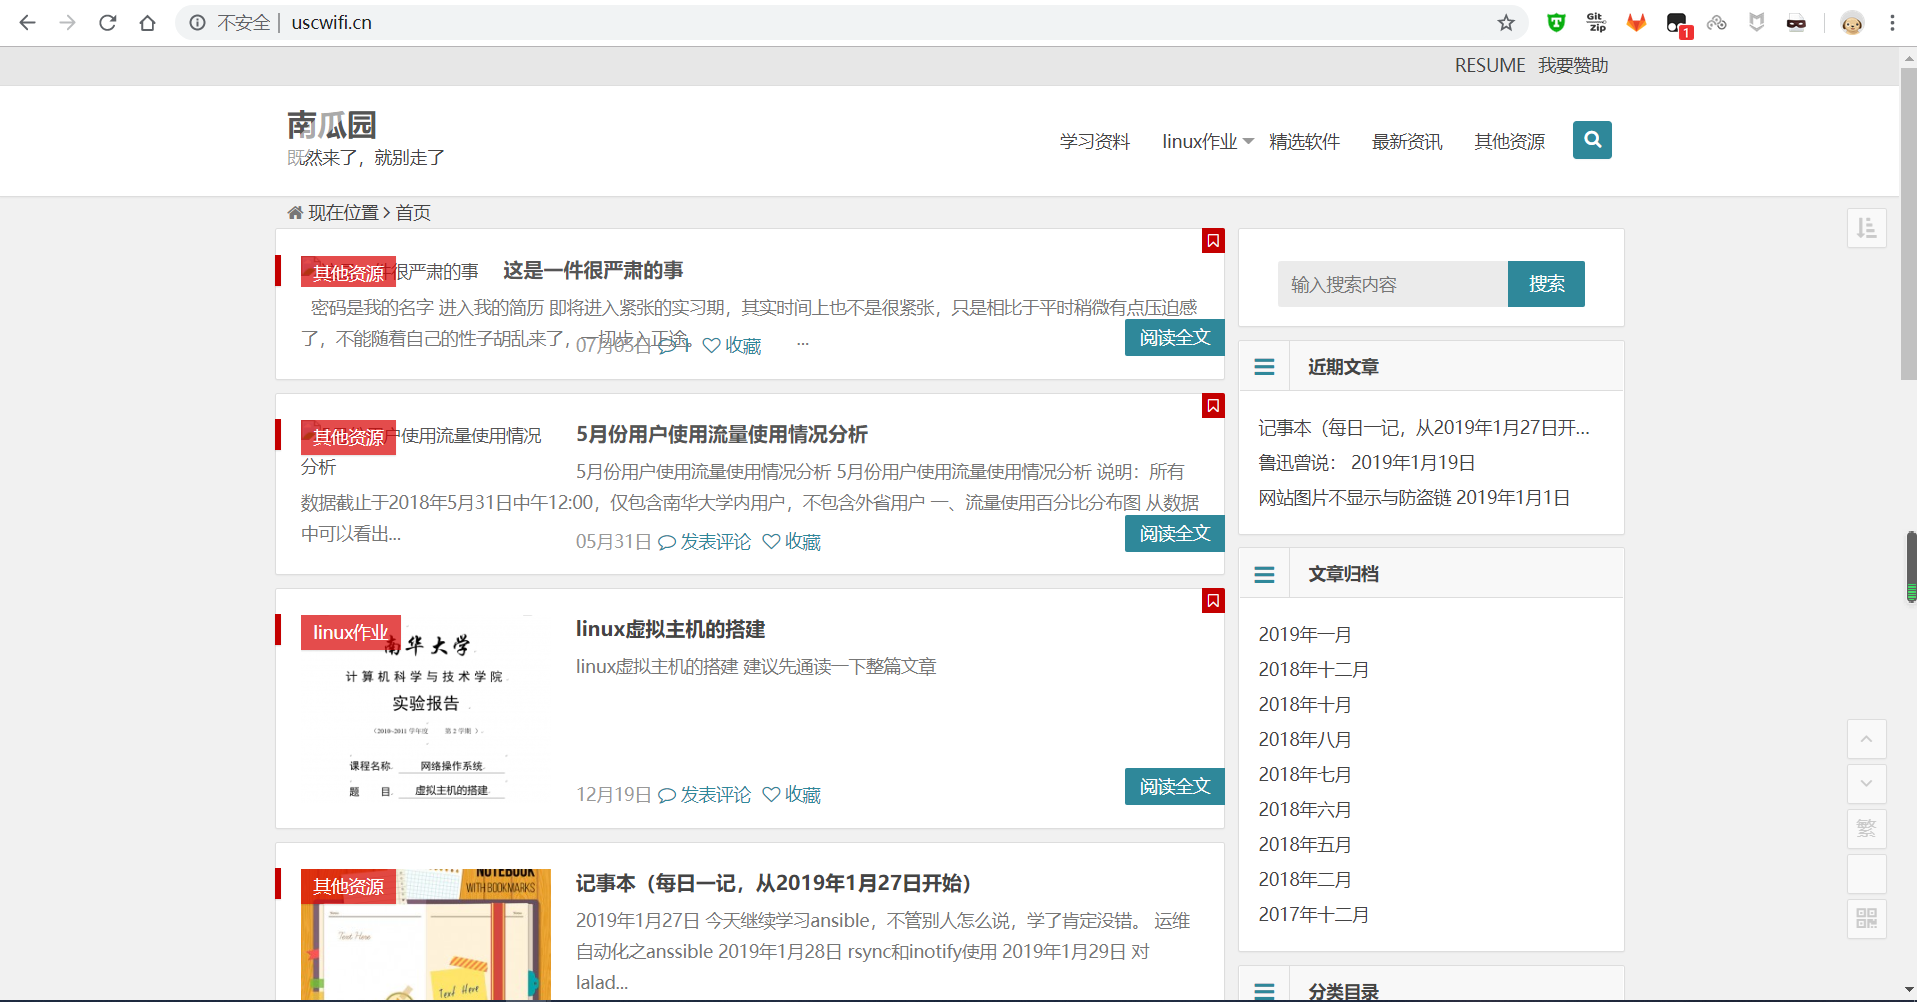 不安全 | uscwifi.cn
Git Zip
1
RESUME 我要赞助
南瓜园
既然来了，就别走了
学习资料 linux作业 精选软件 最新资讯 其他资源
现在位置 > 首页
其他资源
件很严肃的事
这是一件很严肃的事
密码是我的名字 进入我的简历 即将进入紧张的实习期，其实时间上也不是很紧张，只是相比于平时稍微有点压迫感
了，不能随着自己的性子胡乱来了，一切步入正途。 ...
07月05日 1 收藏
阅读全文
其他资源
户使用流量使用情况
分析
5月份用户使用流量使用情况分析
5月份用户使用流量使用情况分析 5月份用户使用流量使用情况分析 说明：所有
数据截止于2018年5月31日中午12:00，仅包含南华大学内用户，不包含外省用户 一、流量使用百分比分布图 从数据
中可以看出...
05月31日 发表评论 收藏
阅读全文
linux作业
南华大学
计算机科学与技术学院
实验报告
（2010–2011 学年度 第 2 学期 ）
课程名称 网络操作系统
题 目 虚拟主机的搭建
linux虚拟主机的搭建
linux虚拟主机的搭建 建议先通读一下整篇文章
12月19日 发表评论 收藏
阅读全文
其他资源
NOTEBOOK
WITH BOOKMARKS
Text Here
Text Here
记事本（每日一记，从2019年1月27日开始）
2019年1月27日 今天继续学习ansible，不管别人怎么说，学了肯定没错。 运维
自动化之anssible 2019年1月28日 rsync和inotify使用 2019年1月29日 对
lalad...
输入搜索内容 搜索
近期文章
记事本（每日一记，从2019年1月27日开...
鲁迅曾说： 2019年1月19日
网站图片不显示与防盗链 2019年1月1日
文章归档
2019年一月
2018年十二月
2018年十月
2018年八月
2018年七月
2018年六月
2018年五月
2018年二月
2017年十二月
分类目录
繁